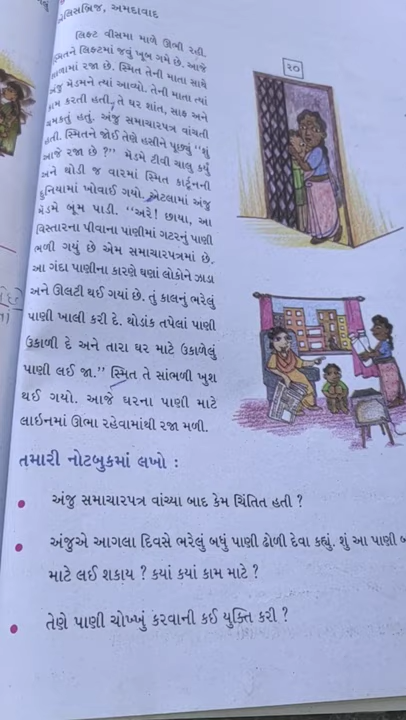 એલિસબ્રિજ, અમદાવાદ
લિફ્ટ વીસમા માળે ઊભી રહી.
સ્મિતને લિફ્ટમાં જવું ખૂબ ગમે છે. આજે
શાળામાં રજા છે. સ્મિત તેની માતા સાથે
અંજુ મેડમને ત્યાં આવ્યો. તેની માતા ત્યાં
કામ કરતી હતી, તે ઘર શાંત, સાફ અને
ચમકતું હતું. અંજુ સમાચારપત્ર વાંચતી
હતી. સ્મિતને જોઈ તેણે હસીને પૂછ્યું “શું
આજે રજા છે ?” મેડમે ટીવી ચાલુ કર્યું
અને થોડી જ વારમાં સ્મિત કાર્ટૂનની
દુનિયામાં ખોવાઈ ગયો. એટલામાં અંજુ
મેડમે બૂમ પાડી. “અરે! છાયા, આ
વિસ્તારના પીવાના પાણીમાં ગટરનું પાણી
ભળી ગયું છે એમ સમાચારપત્રમાં છે.
આ ગંદા પાણીના કારણે ઘણાં લોકોને ઝાડા
અને ઊલટી થઈ ગયાં છે. તું કાલનું ભરેલું
પાણી ખાલી કરી દે. થોડાંક તપેલાં પાણી
ઉકાળી દે અને તારા ઘર માટે ઉકાળેલું
પાણી લઈ જા.” સ્મિત તે સાંભળી ખુશ
થઈ ગયો. આજે ઘરના પાણી માટે
લાઇનમાં ઊભા રહેવામાંથી રજા મળી.
૨૦
તમારી નોટબુકમાં લખો :
• અંજુ સમાચારપત્ર વાંચ્યા બાદ કેમ ચિંતિત હતી ?
• અંજુએ આગલા દિવસે ભરેલું બધું પાણી ઢોળી દેવા કહ્યું. શું આ પાણી
માટે લઈ શકાય ? કયાં કયાં કામ માટે ?
• તેણે પાણી ચોખ્ખું કરવાની કઈ યુક્તિ કરી ?